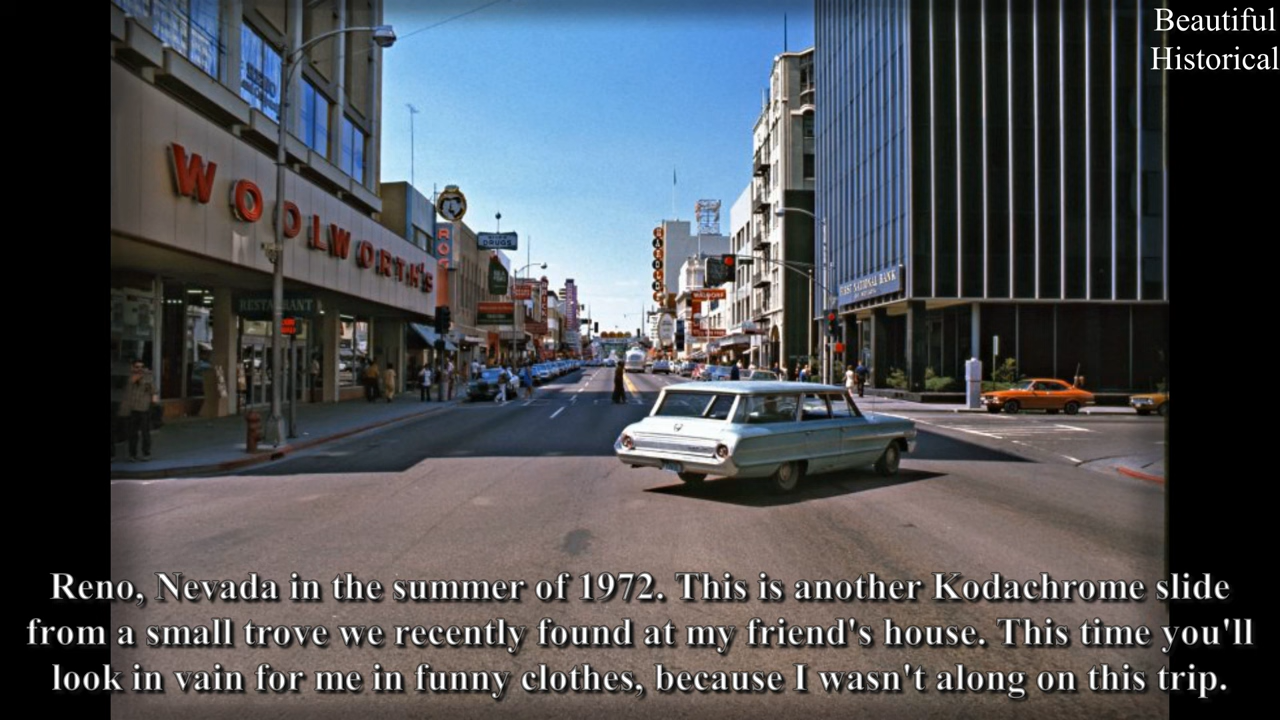 Beautiful
Historical
WOOLWORTH'S
RESTAURANT
DRUGS
HAROLDS
FIRST NATIONAL BANK
Reno, Nevada in the summer of 1972. This is another Kodachrome slide
from a small trove we recently found at my friend's house. This time you'll
look in vain for me in funny clothes, because I wasn't along on this trip.